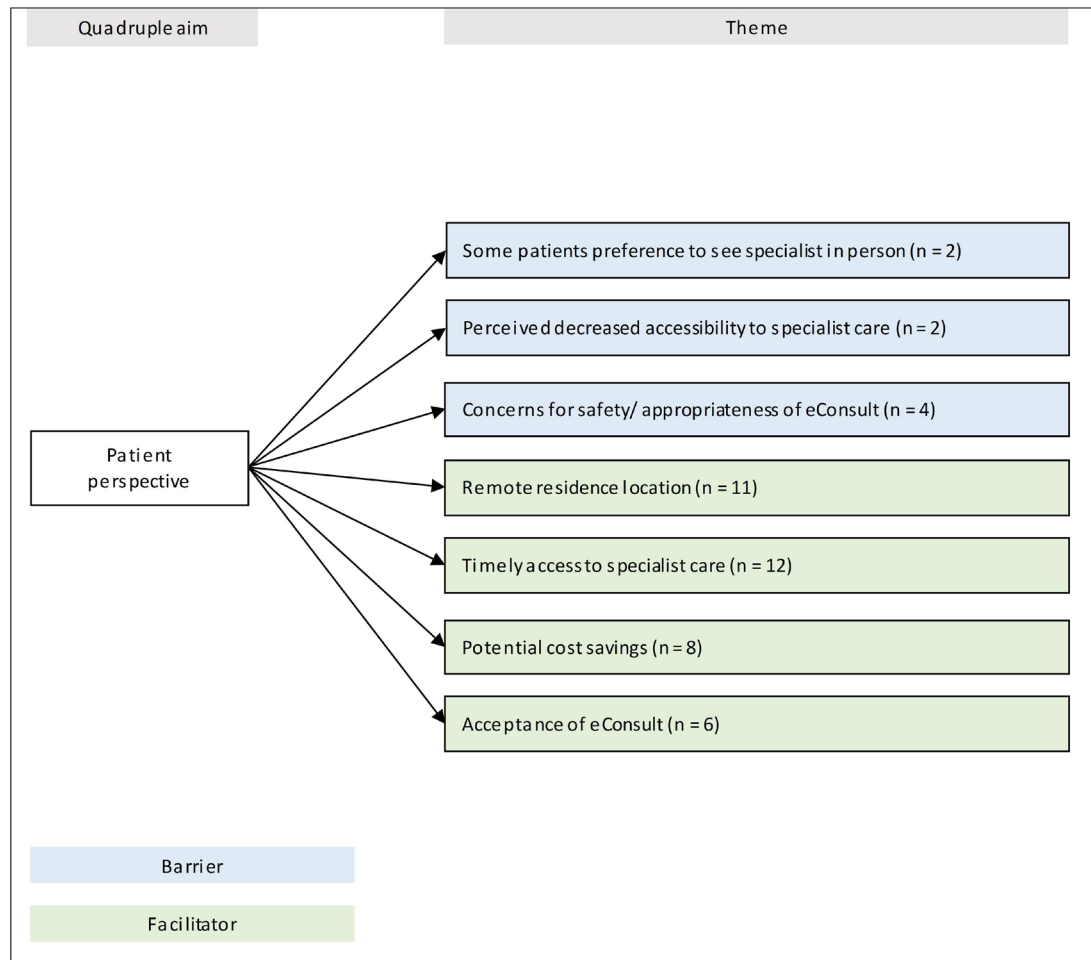 Quadruple aim
Theme
Some patients preference to see specialist in person (n = 2)
Perceived decreased accessibility to specialist care (n = 2)
Concerns for safety/ appropriateness of eConsult (n = 4)
Patient
perspective
Remote residence location (n = 11)
Timely access to specialist care (n = 12)
Potential cost savings (n = 8)
Acceptance of eConsult (n = 6)
Barrier
Facilitator